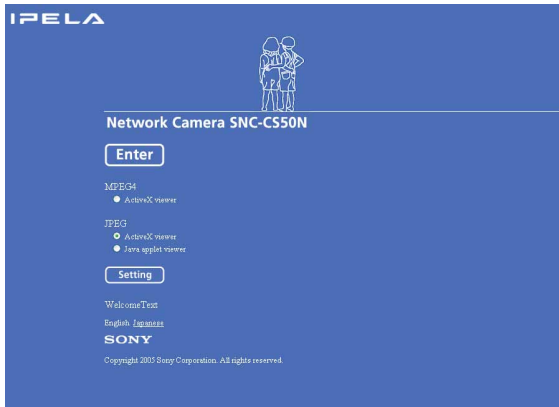 IPELA
Network Camera SNC-CS50N
Enter
MPEG4
ActiveX viewer
JPEG
ActiveX viewer
Java applet viewer
Setting
WelcomeText
English Japanese
SONY
Copyright 2005 Sony Corporation. All rights reserved.